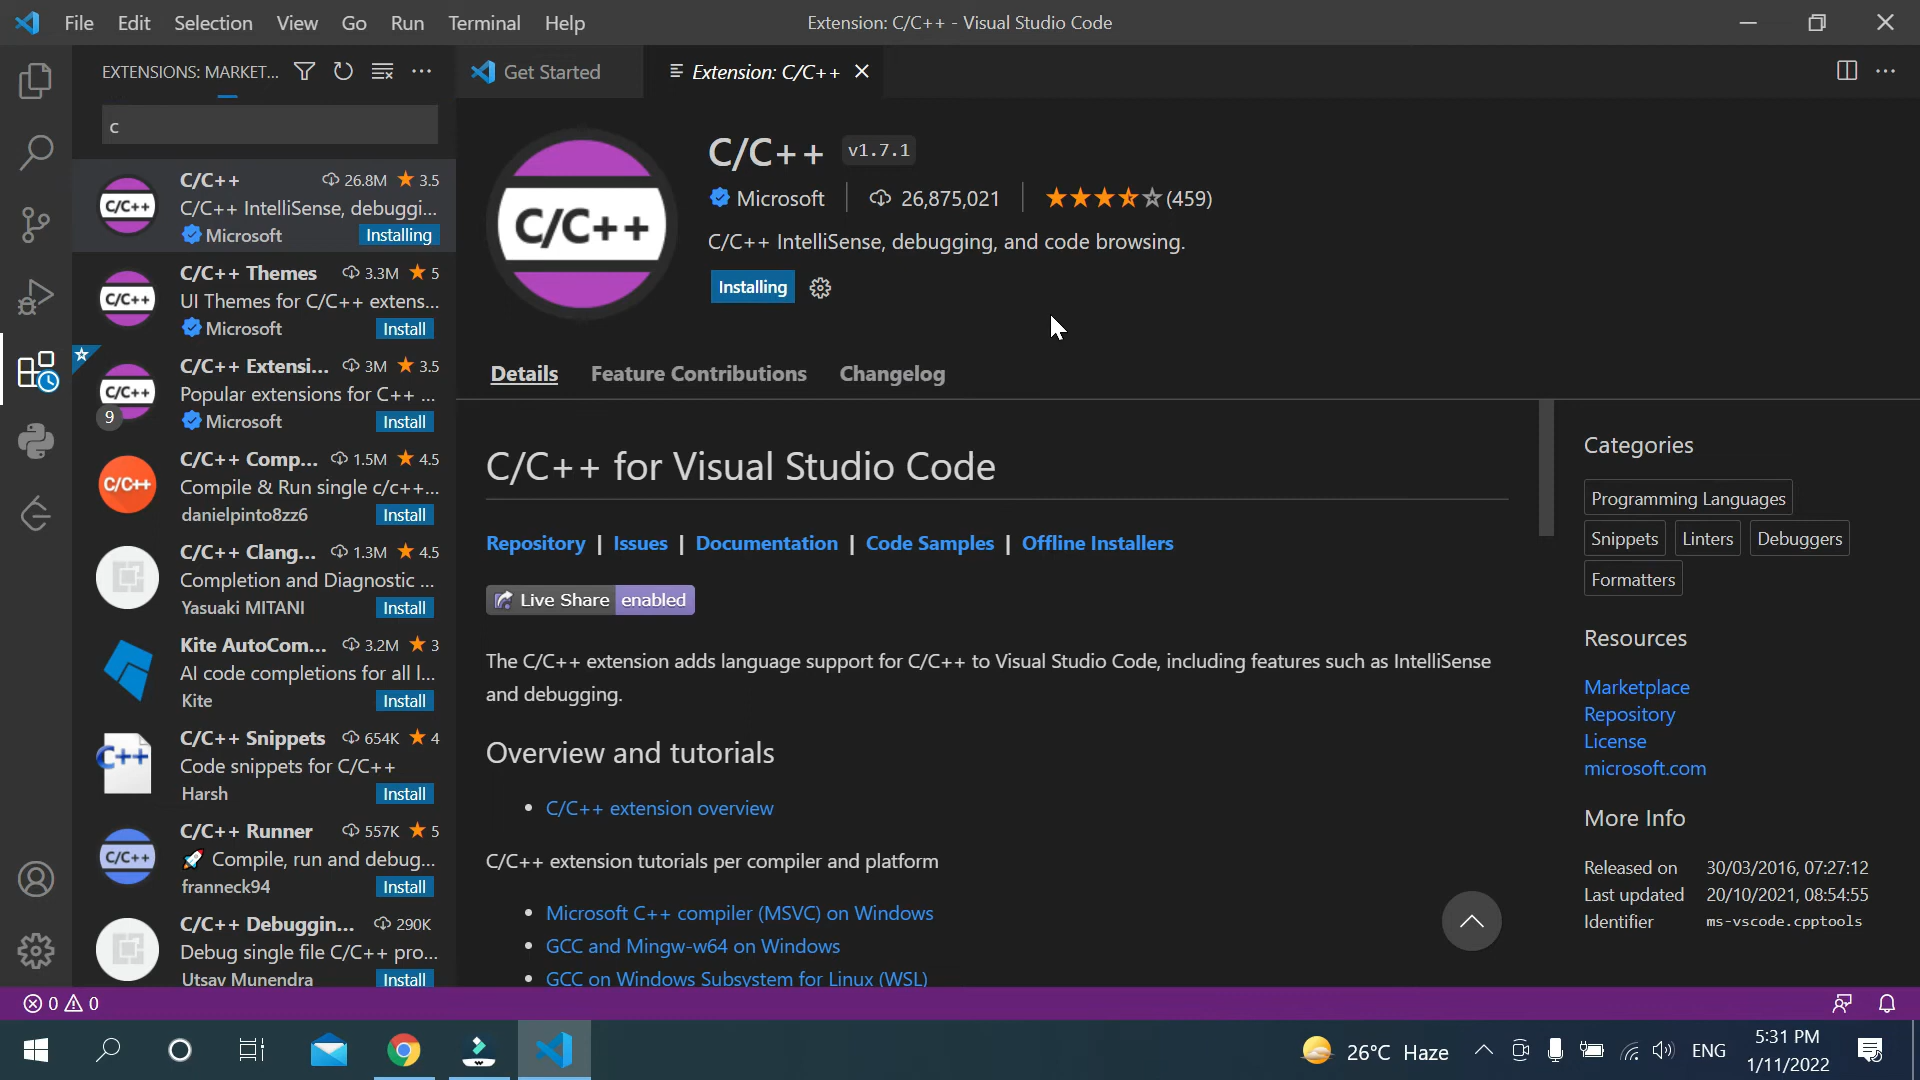 File Edit Selection View Go Run Terminal Help
Extension: C/C++ - Visual Studio Code
EXTENSIONS: MARKET...
c
C/C++ 26.8M 3.5
C/C++ IntelliSense, debuggi...
Microsoft Installing
C/C++ Themes 3.3M 5
UI Themes for C/C++ extens...
Microsoft Install
C/C++ Extensi... 3M 3.5
Popular extensions for C++ ...
9 Microsoft Install
C/C++ Comp... 1.5M 4.5
Compile & Run single c/c++...
danielpinto8zz6 Install
C/C++ Clang... 1.3M 4.5
Completion and Diagnostic ...
Yasuaki MITANI Install
Kite AutoCom... 3.2M 3
AI code completions for all l...
Kite Install
C/C++ Snippets 654K 4
Code snippets for C/C++
Harsh Install
C/C++ Runner 557K 5
Compile, run and debug...
franneck94 Install
C/C++ Debuggin... 290K
Debug single file C/C++ pro...
Utsav Munendra Install
C/C++
C/C++
C/C++
C/C++
C++
C/C++
Get Started
Extension: C/C++
C/C++
C/C++ v1.7.1
Microsoft 26,875,021 (459)
C/C++ IntelliSense, debugging, and code browsing.
Installing
Details Feature Contributions Changelog
C/C++ for Visual Studio Code
Repository | Issues | Documentation | Code Samples | Offline Installers
Live Share enabled
The C/C++ extension adds language support for C/C++ to Visual Studio Code, including features such as IntelliSense
and debugging.
Overview and tutorials
• C/C++ extension overview
C/C++ extension tutorials per compiler and platform
• Microsoft C++ compiler (MSVC) on Windows
• GCC and Mingw-w64 on Windows
• GCC on Windows Subsystem for Linux (WSL)
Categories
Programming Languages
Snippets Linters Debuggers
Formatters
Resources
Marketplace
Repository
License
microsoft.com
More Info
Released on 30/03/2016, 07:27:12
Last updated 20/10/2021, 08:54:55
Identifier ms-vscode.cpptools
0 0
26°C Haze ENG
5:31 PM
1/11/2022